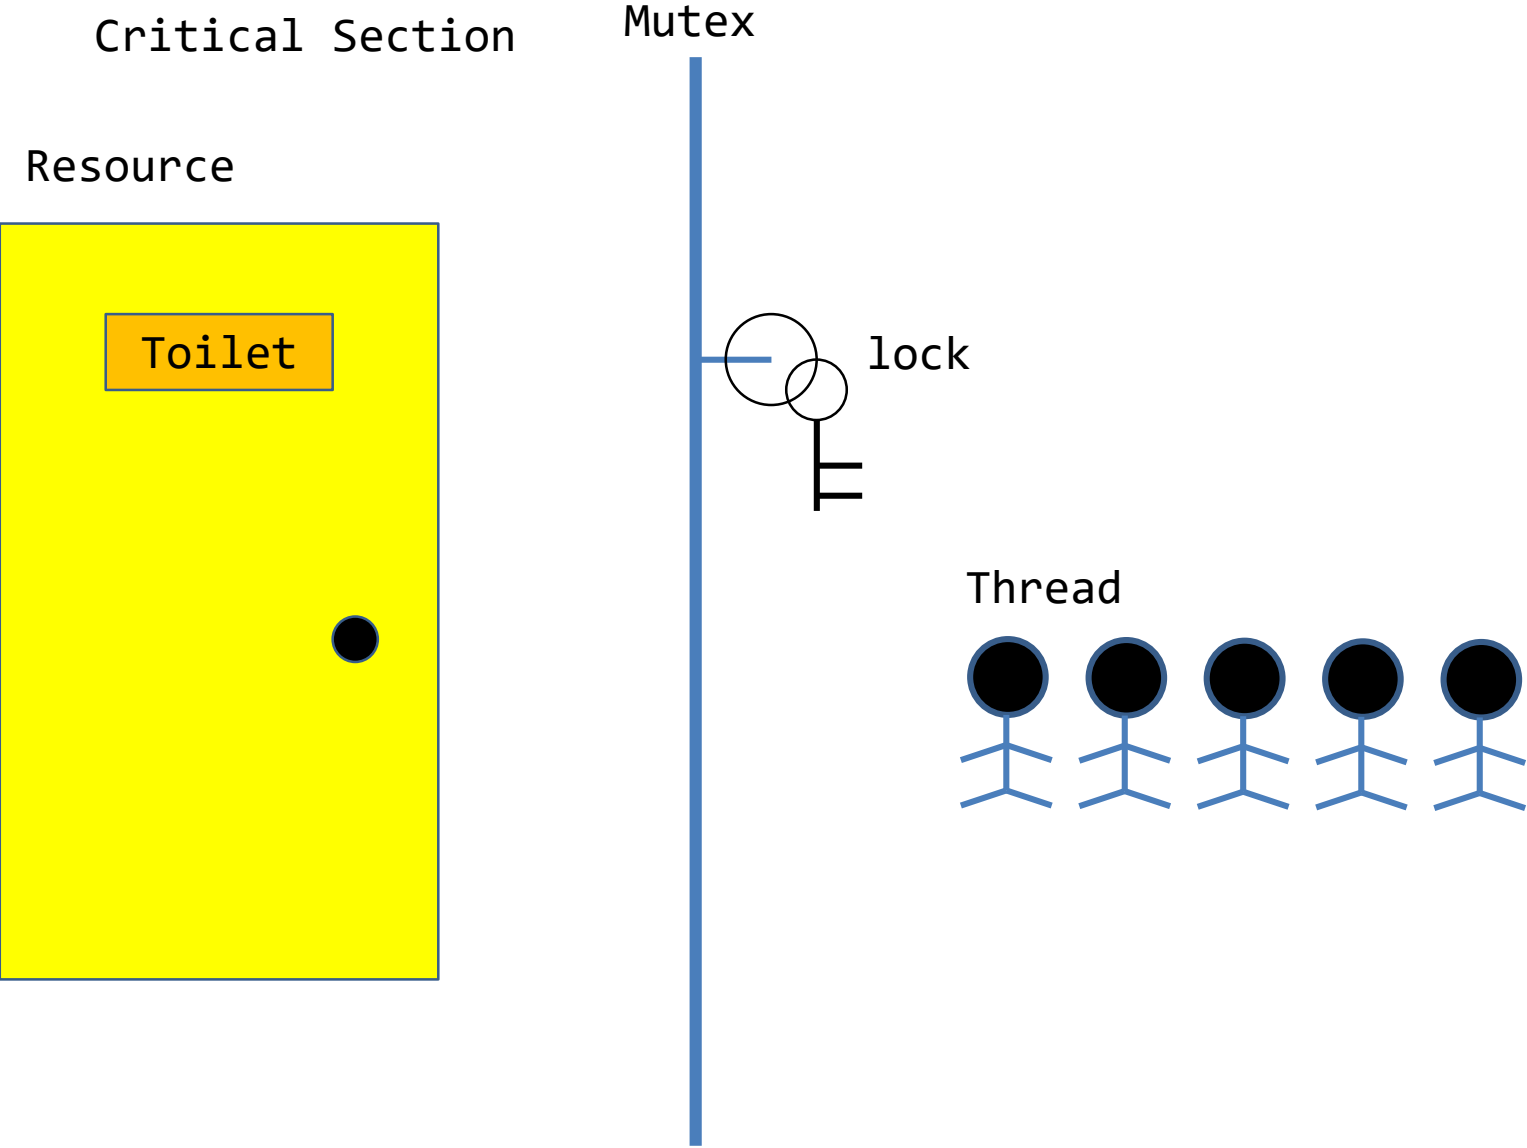 Critical Section
Mutex
Resource
Toilet
lock
Thread